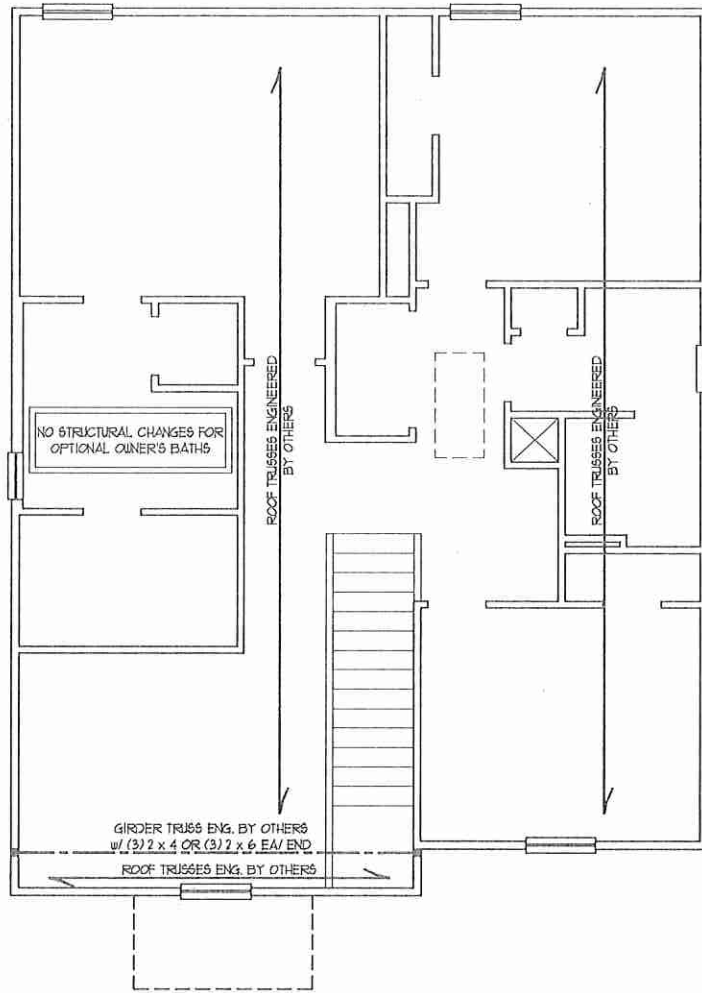 NO STRUCTURAL CHANGES FOR
OPTIONAL OWNER'S BATHS
ROOF TRUSSES ENGINEERED
BY OTHERS
ROOF TRUSSES ENGINEERED
BY OTHERS
GIRDER TRUSS ENG. BY OTHERS
w/ (3) 2 x 4 OR (3) 2 x 6 EA/ END
ROOF TRUSSES ENG. BY OTHERS